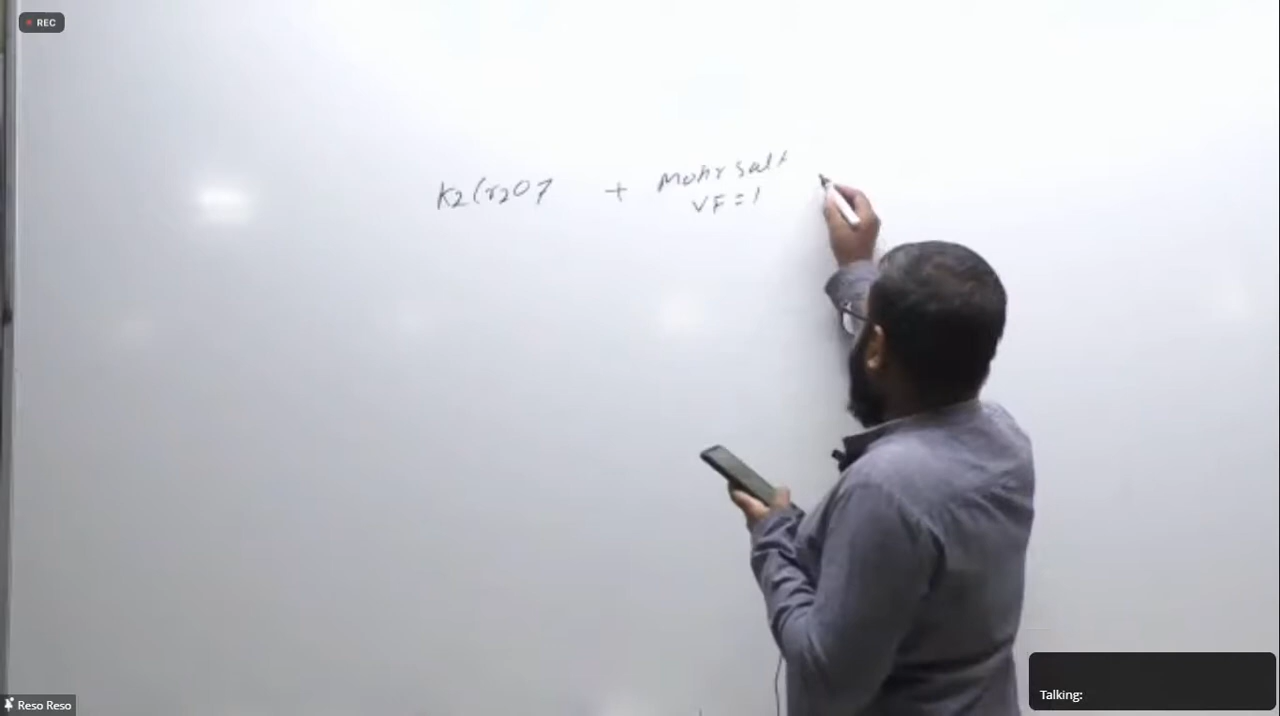 REC
K2Cr2O7 + Mohr salt
VF = 1
Talking:
Reso Reso